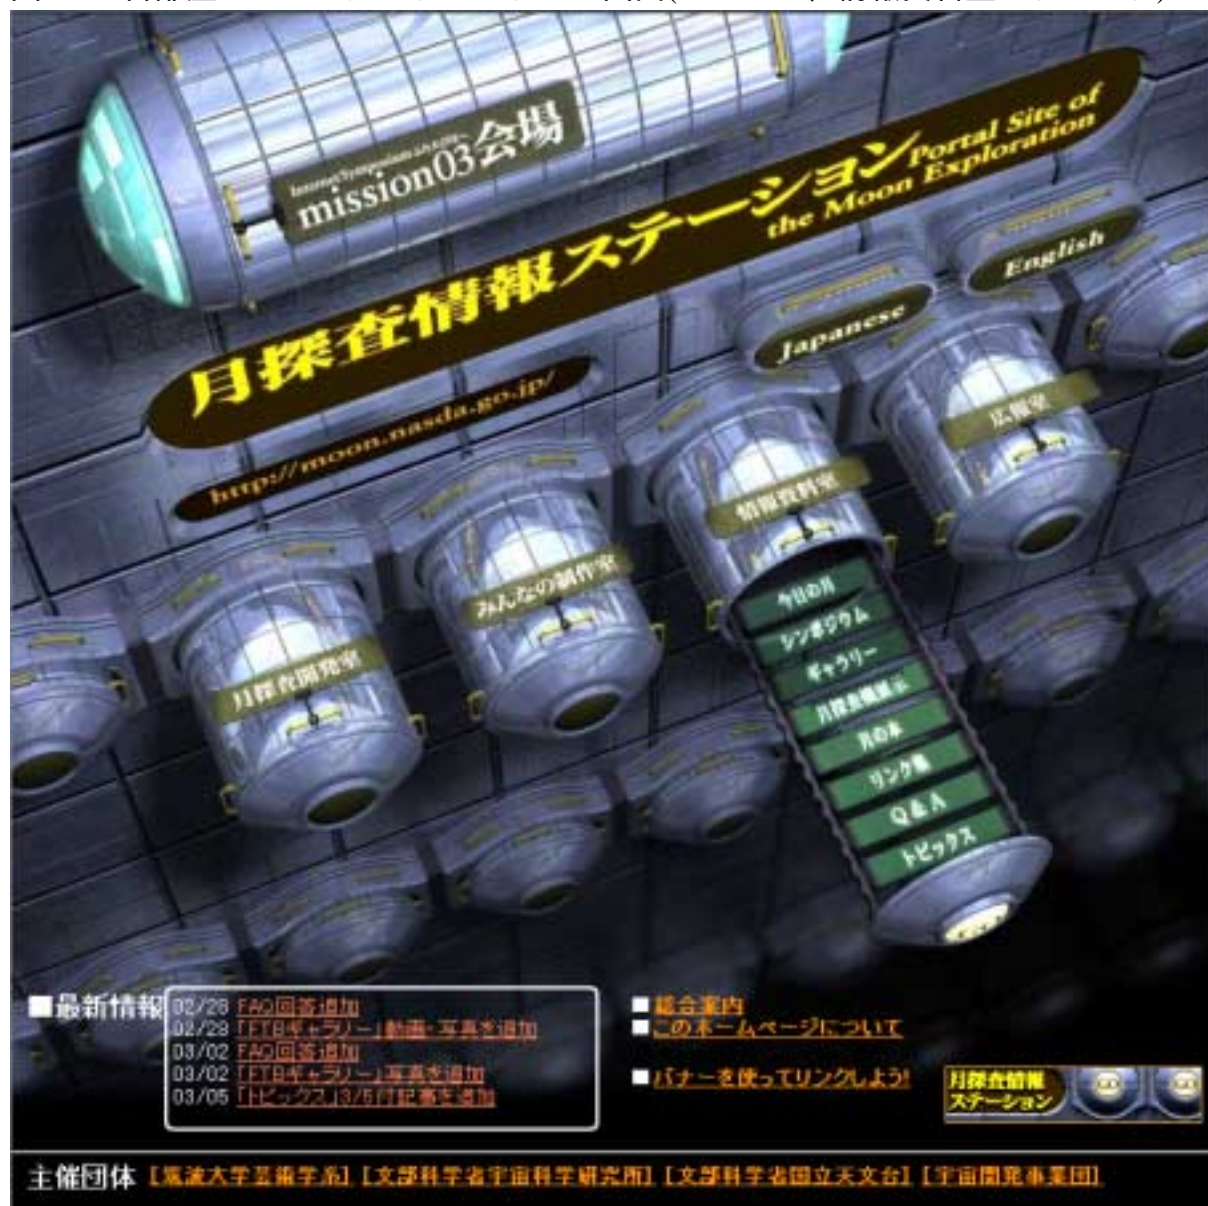 mission03会場
月探査情報ステーション
Portal Site of
the Moon Exploration
http://moon.nasda.go.jp/
Japanese
English
広報室
情報資料室
みんなの制作室
月探査開発室
今日の月
シンポジウム
ギャラリー
月探査機展示
月の本
リンク集
Q & A
トピックス
■最新情報
02/28 FAQ回答追加
02/28 「FTBギャラリー」動画・写真を追加
03/02 FAQ回答追加
03/02 「FTBギャラリー」写真を追加
03/05 「トピックス」3/5付記事を追加
■総合案内
■このホームページについて
■バナーを使ってリンクしよう!
月探査情報
ステーション
主催団体 [筑波大学芸術学系] [文部科学省宇宙科学研究所] [文部科学省国立天文台] [宇宙開発事業団]